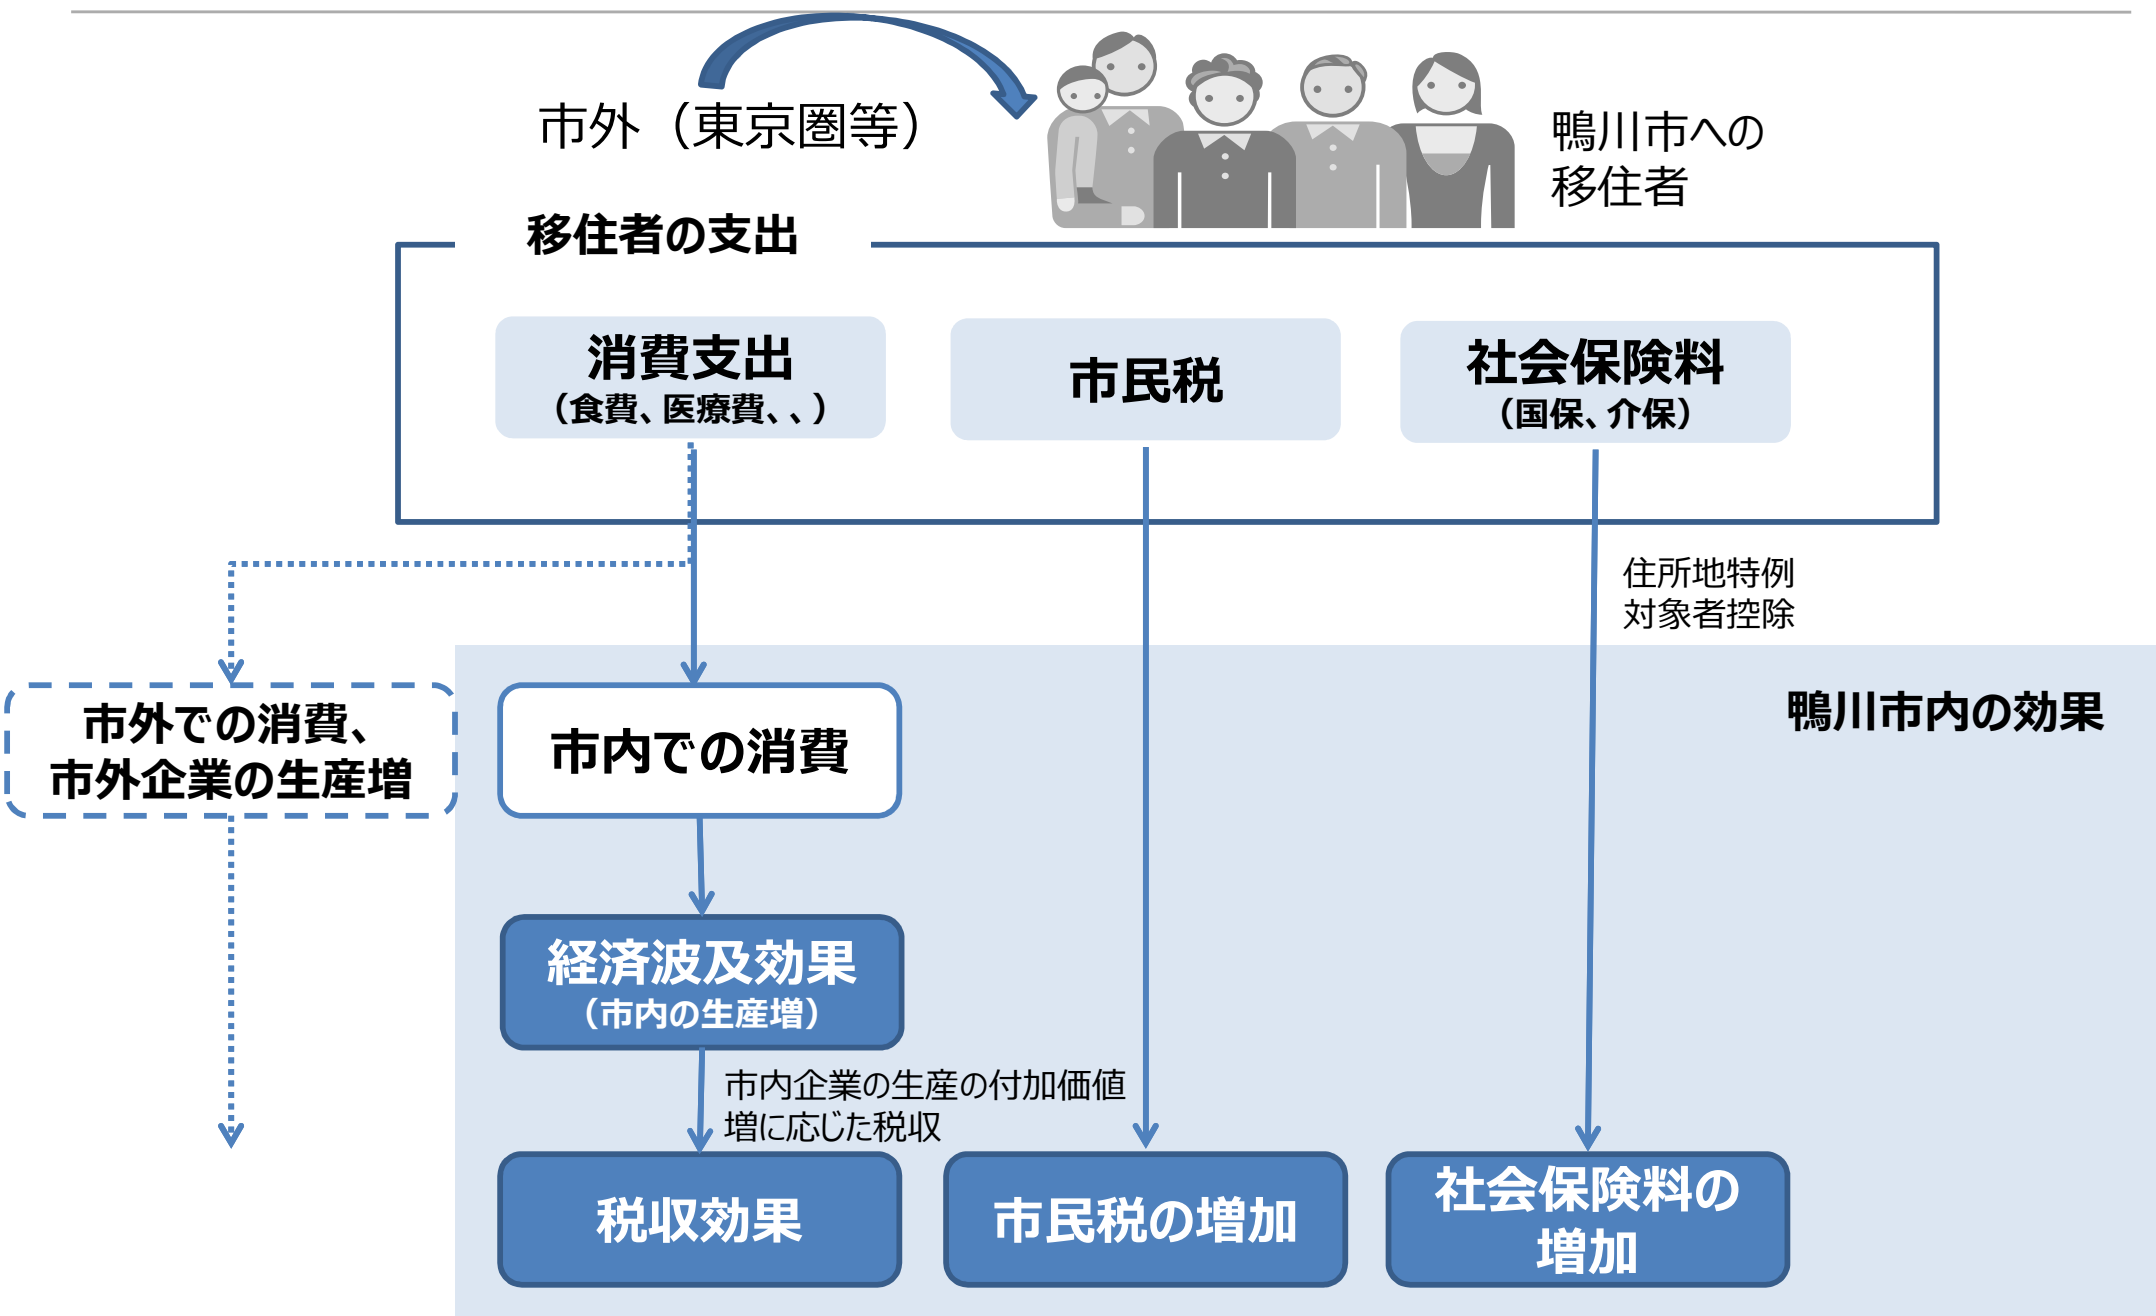 市外（東京圏等）
鴨川市への
移住者
移住者の支出
消費支出
（食費、医療費、、）
市民税
社会保険料
（国保、介保）
住所地特例
対象者控除
鴨川市内の効果
市外での消費、
市外企業の生産増
市内での消費
経済波及効果
（市内の生産増）
市内企業の生産の付加価値
増に応じた税収
税収効果
市民税の増加
社会保険料の
増加